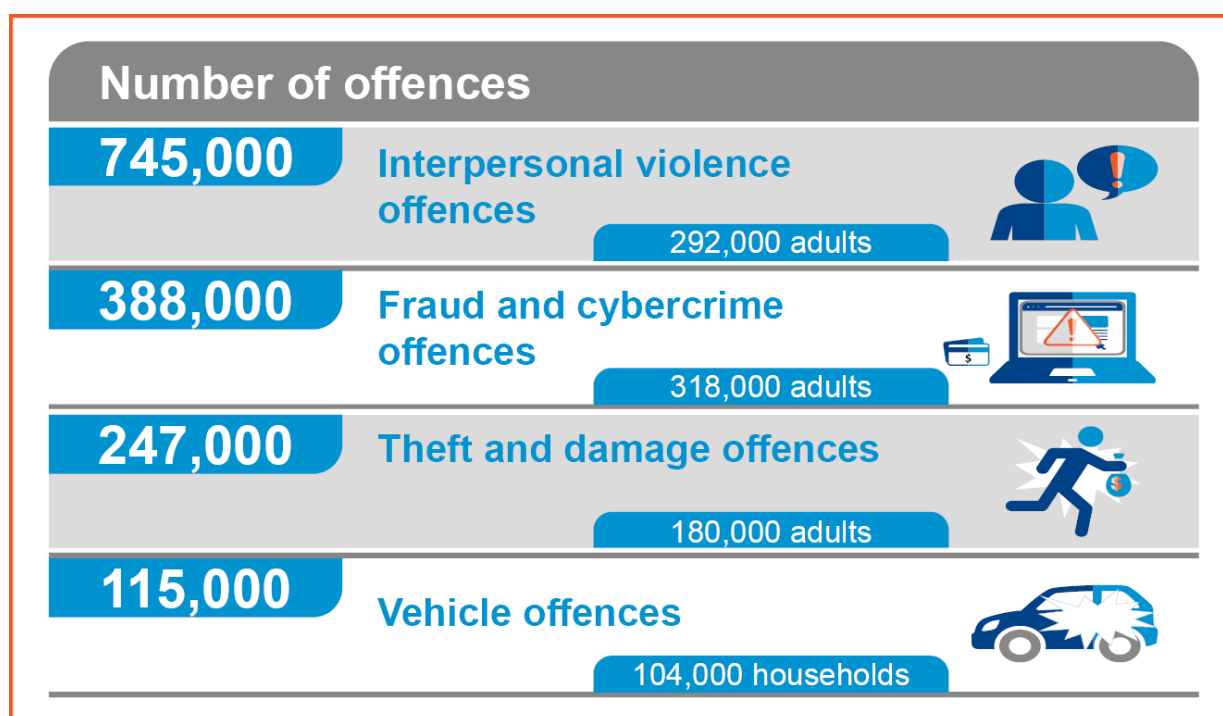 Number of offences
745,000
Interpersonal violence
offences
292,000 adults
!
388,000
Fraud and cybercrime
offences
318,000 adults
$
!
247,000
Theft and damage offences
180,000 adults
$
115,000
Vehicle offences
104,000 households